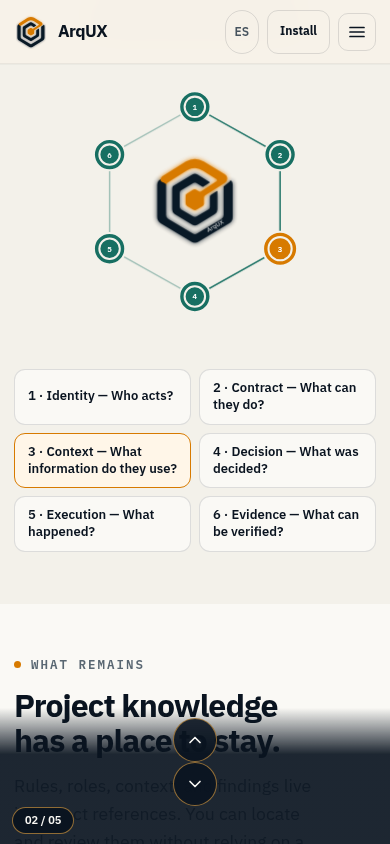 ArqUX
ES
Install
1
2
3
4
5
6
ArqUX
1 · Identity — Who acts?
2 · Contract — What can
they do?
3 · Context — What
information do they use?
4 · Decision — What was
decided?
5 · Execution — What
happened?
6 · Evidence — What can
be verified?
WHAT REMAINS
Project knowledge
has a place to stay.
Rules, roles, context, findings live
references. You can locate
and review them without relying on a
02 / 05